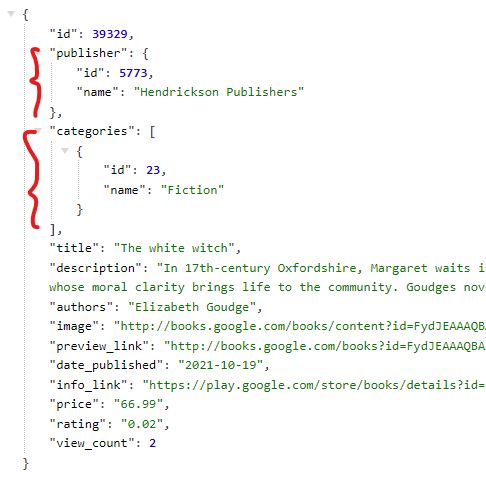 {
"id": 39329,
"publisher": {
"id": 5773,
"name": "Hendrickson Publishers"
},
"categories": [
{
"id": 23,
"name": "Fiction"
}
],
"title": "The white witch",
"description": "In 17th-century Oxfordshire, Margaret waits i
whose moral clarity brings life to the community. Goudges nov
"authors": "Elizabeth Goudge",
"image": "http://books.google.com/books/content?id=FydJEAAAQBA
"preview_link": "http://books.google.com/books?id=FydJEAAAQBA
"date_published": "2021-10-19",
"info_link": "https://play.google.com/store/books/details?id=
"price": "66.99",
"rating": "0.02",
"view_count": 2
}